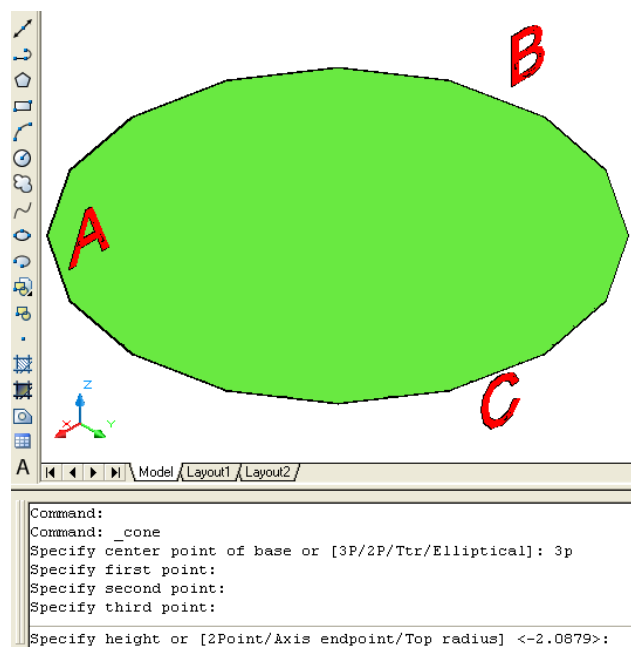 B
A
C
Z
X
Y
A
Model Layout1 Layout2
Command:
Command: _cone
Specify center point of base or [3P/2P/Ttr/Elliptical]: 3p
Specify first point:
Specify second point:
Specify third point:
Specify height or [2Point/Axis endpoint/Top radius] <-2.0879>: